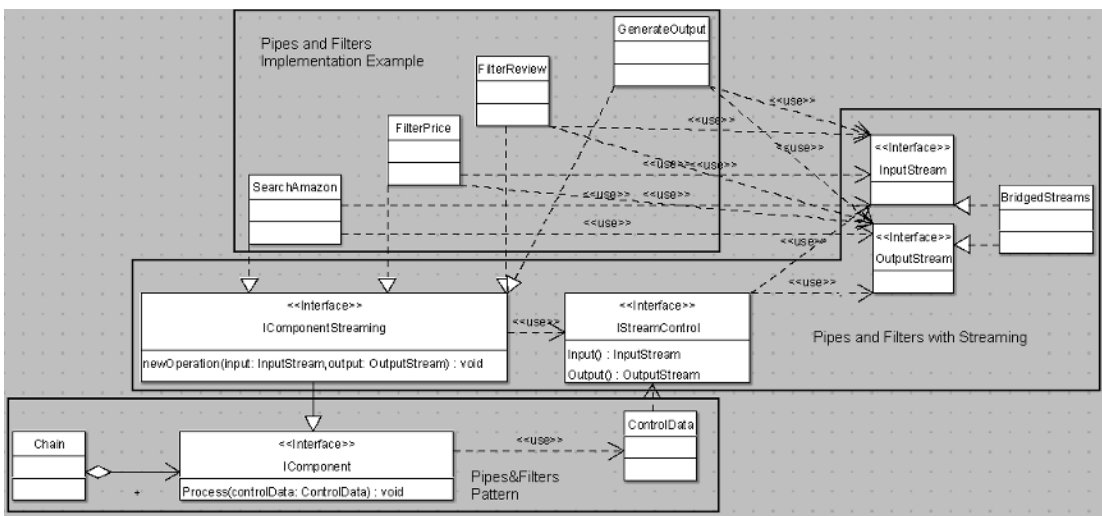 GenerateOutput
Pipes and Filters
Implementation Example
FilterReview
<<use>>
<<use>>
FilterPrice
<<use>>
<<Interface>>
InputStream
<<use>>
<<use>>
SearchAmazon
<<use>>
<<use>>
BridgedStreams
<<use>>
<<Interface>>
OutputStream
<<use>>
<<use>>
<<Interface>>
IComponentStreaming
newOperation(input: InputStream,output: OutputStream) : void
<<use>>
<<Interface>>
IStreamControl
Input() : InputStream
Output() : OutputStream
Pipes and Filters with Streaming
Chain
+
<<Interface>>
IComponent
Process(controlData: ControlData) : void
<<use>>
ControlData
Pipes&Filters
Pattern